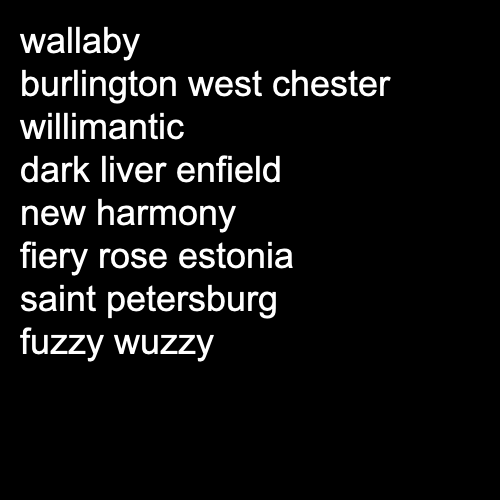 wallaby
burlington west chester
willimantic
dark liver enfield
new harmony
fiery rose estonia
saint petersburg
fuzzy wuzzy